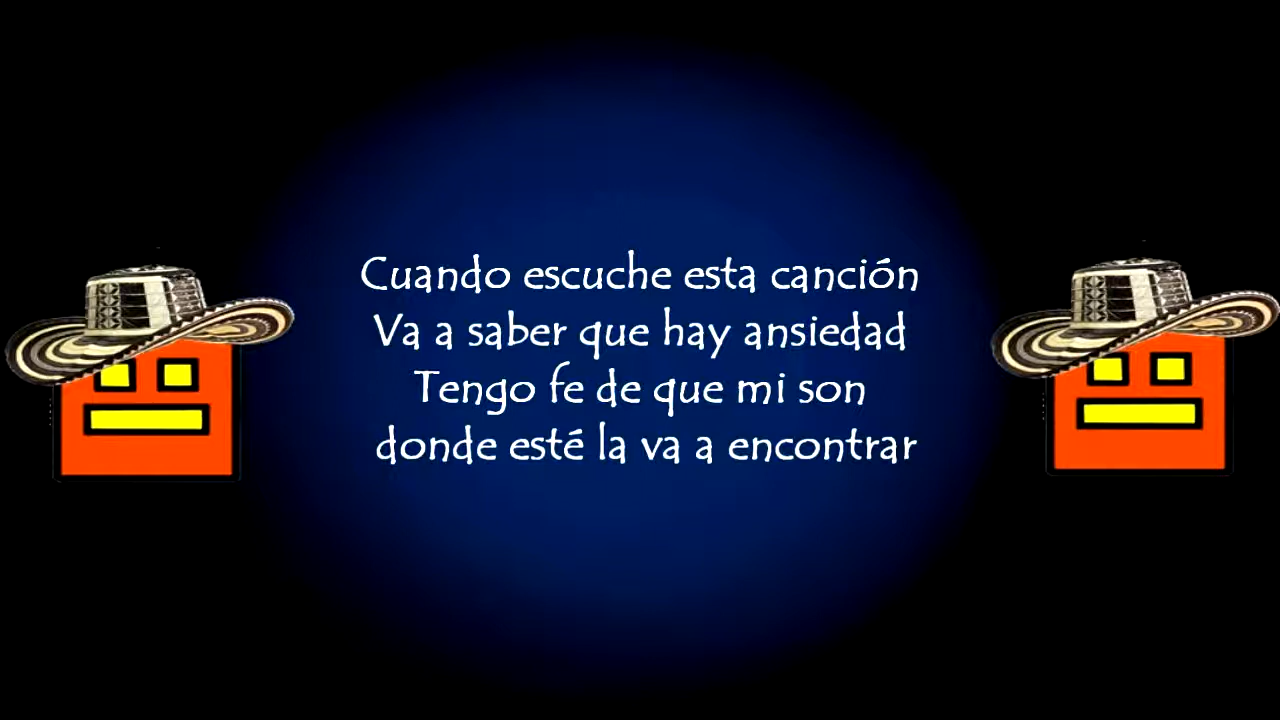 Cuando escuche esta canción
Va a saber que hay ansiedad
Tengo fe de que mi son
donde esté la va a encontrar